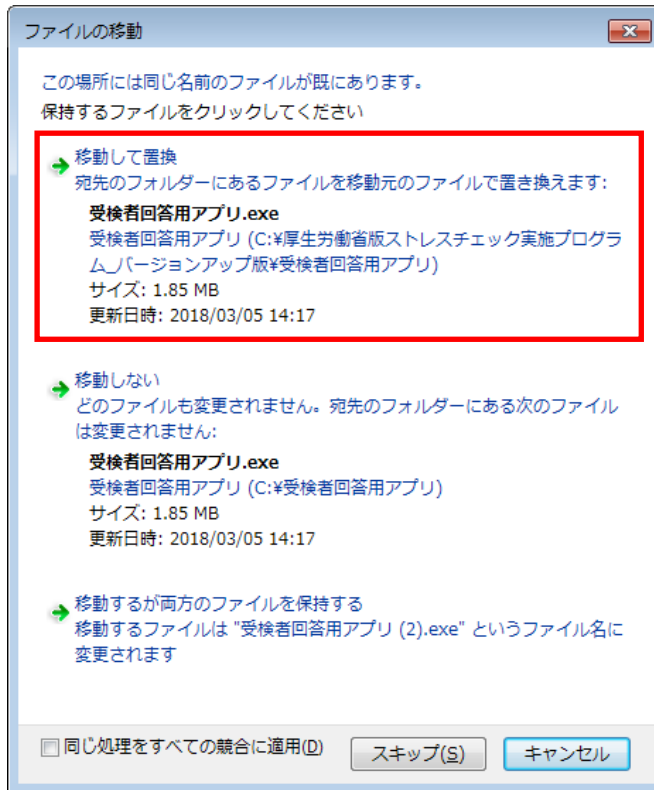 ファイルの移動
この場所には同じ名前のファイルが既にあります。
保持するファイルをクリックしてください
移動して置換
宛先のフォルダーにあるファイルを移動元のファイルで置き換えます:
受検者回答用アプリ.exe
受検者回答用アプリ (C:¥厚生労働省版ストレスチェック実施プログラ
ム_バージョンアップ版¥受検者回答用アプリ)
サイズ: 1.85 MB
更新日時: 2018/03/05 14:17
移動しない
どのファイルも変更されません。宛先のフォルダーにある次のファイル
は変更されません:
受検者回答用アプリ.exe
受検者回答用アプリ (C:¥受検者回答用アプリ)
サイズ: 1.85 MB
更新日時: 2018/03/05 14:17
移動するが両方のファイルを保持する
移動するファイルは "受検者回答用アプリ (2).exe" というファイル名に
変更されます
同じ処理をすべての競合に適用(D)
スキップ(S)
キャンセル